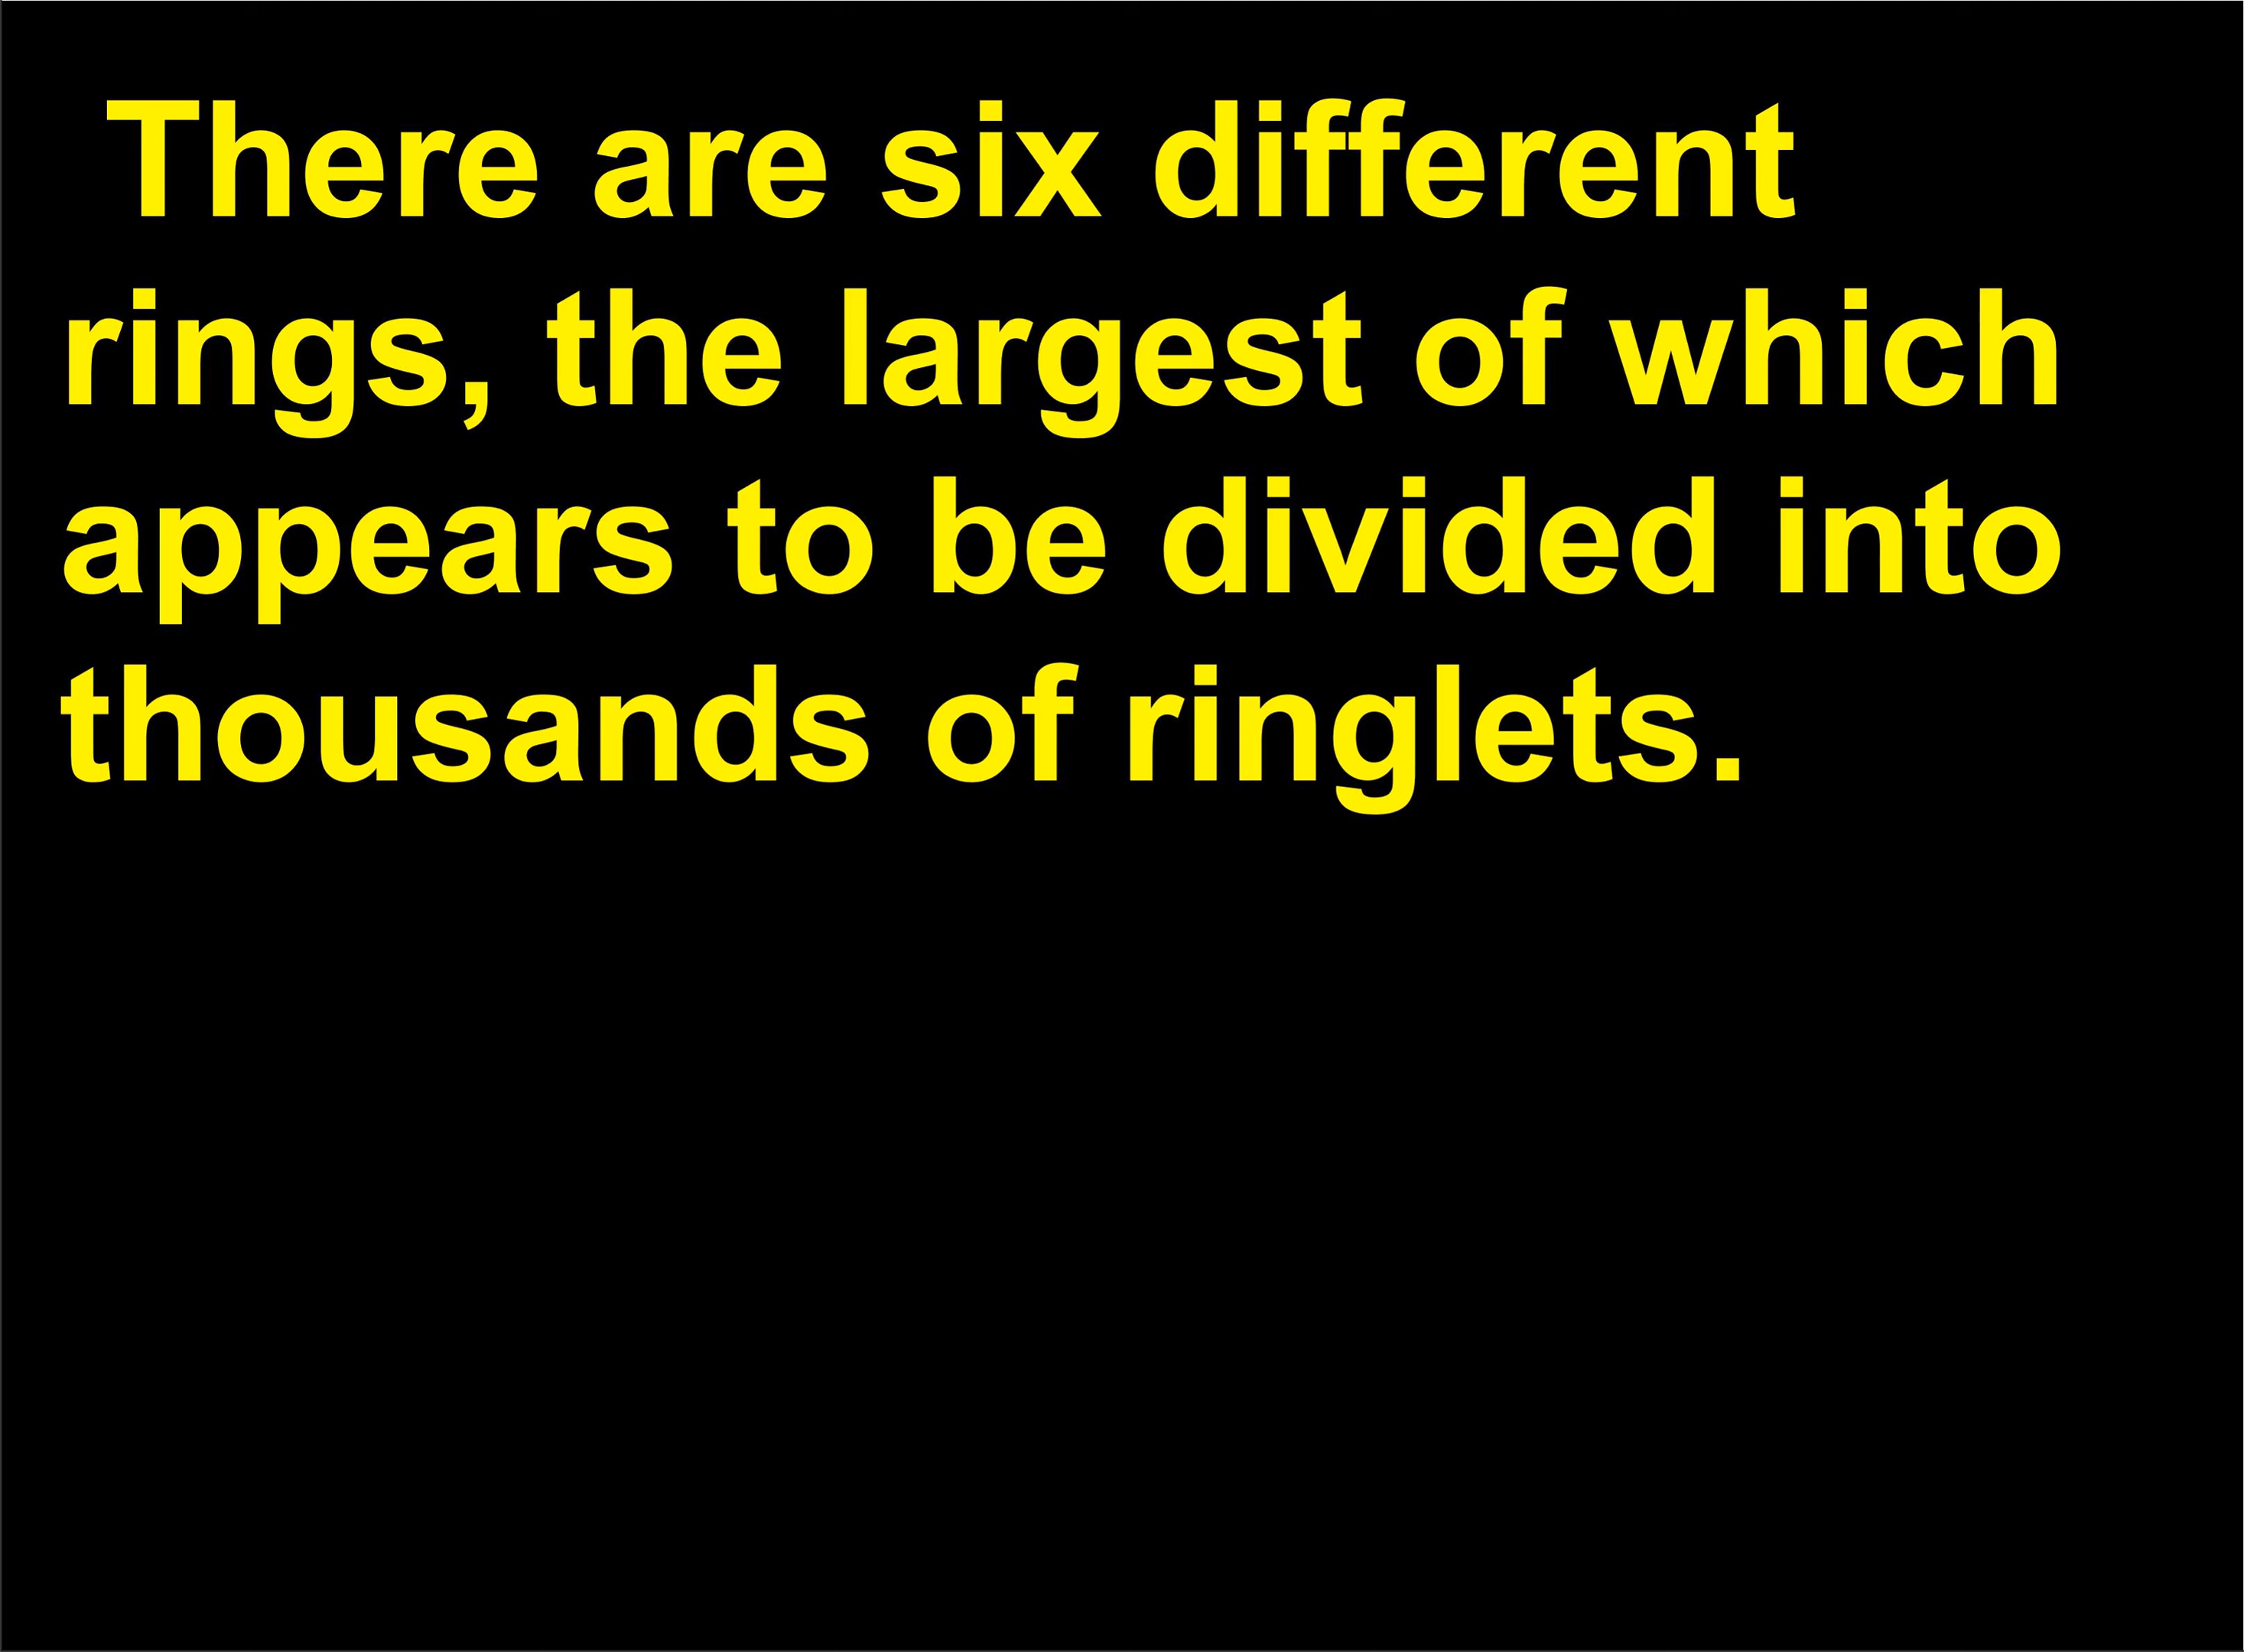 There are six different
rings, the largest of which
appears to be divided into
thousands of ringlets.